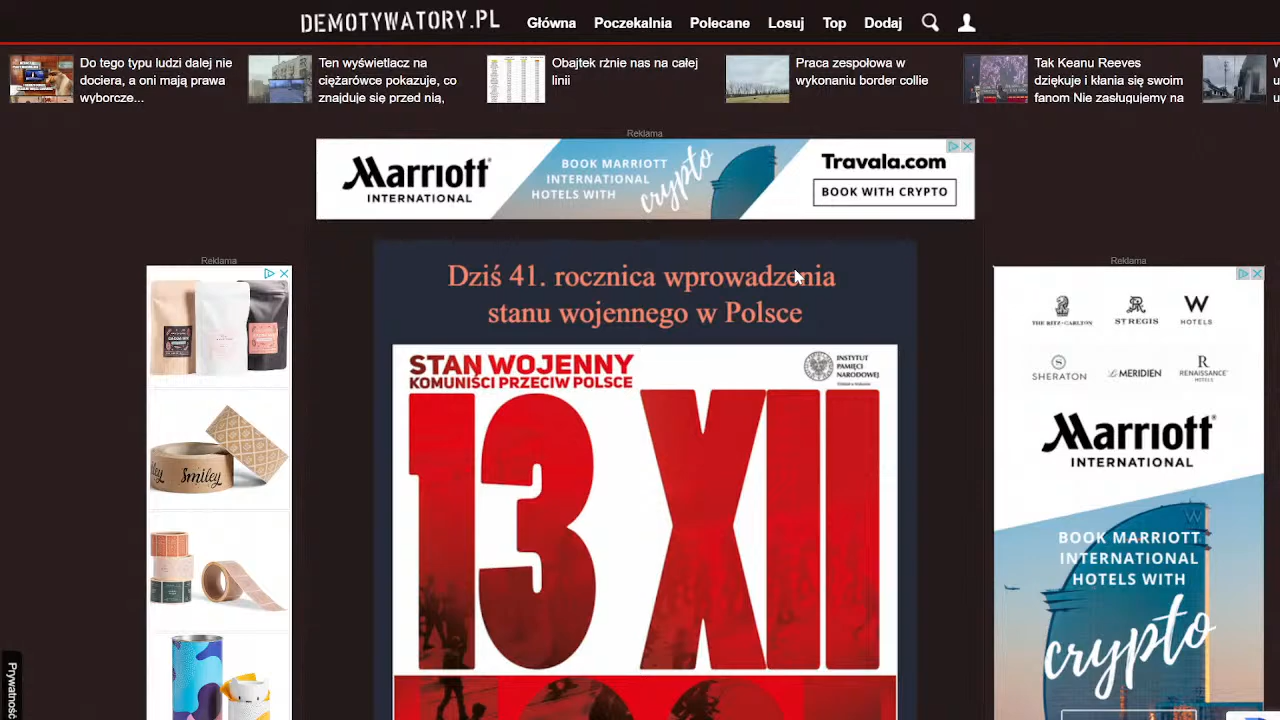 DEMOTYWATORY.PL
Główna
Poczekalnia
Polecane
Losuj
Top
Dodaj
Do tego typu ludzi dalej nie
dociera, a oni mają prawa
wyborcze...
Ten wyświetlacz na
ciężarówce pokazuje, co
znajduje się przed nią,
Obajtek rżnie nas na całej
linii
Praca zespołowa w
wykonaniu border collie
Tak Keanu Reeves
dziękuje i kłania się swoim
fanom Nie zasługujemy na
Reklama
Marriott
INTERNATIONAL
BOOK MARRIOTT
INTERNATIONAL
HOTELS WITH
crypto
Travala.com
BOOK WITH CRYPTO
Reklama
Smiley
Dziś 41. rocznica wprowadzenia
stanu wojennego w Polsce
STAN WOJENNY
KOMUNIŚCI PRZECIW POLSCE
INSTYTUT
PAMIĘCI
NARODOWEJ
13 XII
Reklama
THE RITZ-CARLTON
ST REGIS
W
HOTELS
S
SHERATON
Le MERIDIEN
R
RENAISSANCE
HOTELS
Marriott
INTERNATIONAL
W
BOOK MARRIOTT
INTERNATIONAL
HOTELS WITH
crypto
Prywatność